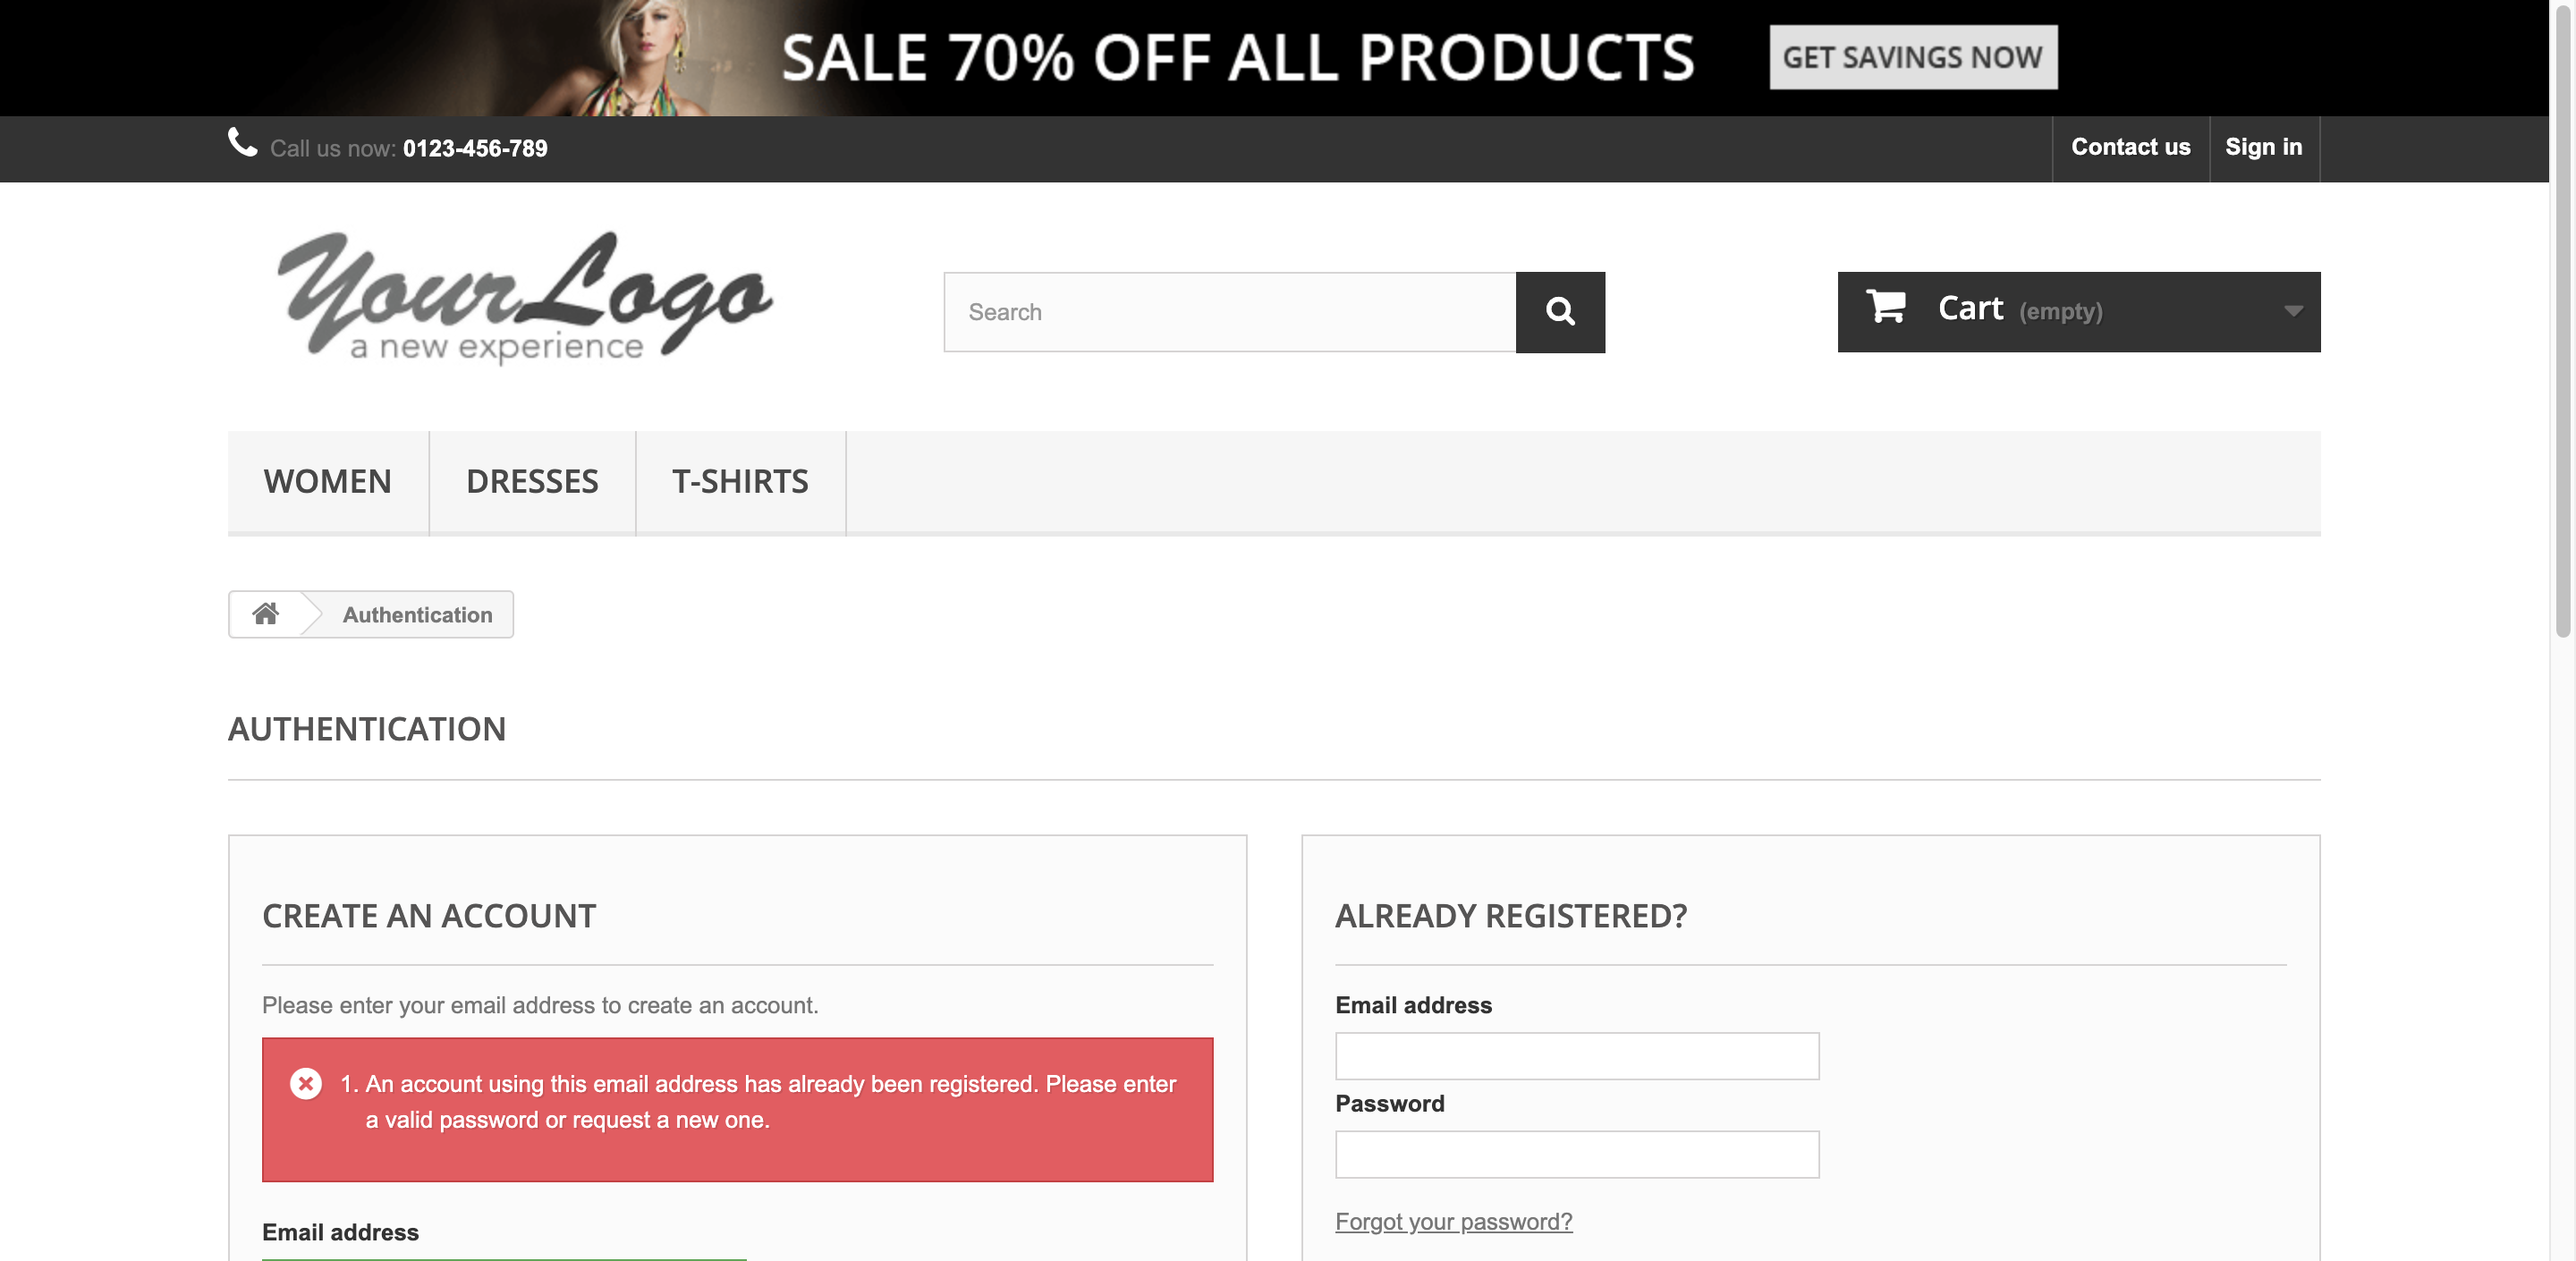 SALE 70% OFF ALL PRODUCTS GET SAVINGS NOW
Call us now: 0123-456-789 Contact us Sign in
Your Logo
a new experience
Search
Cart (empty)
WOMEN DRESSES T-SHIRTS
Authentication
AUTHENTICATION
CREATE AN ACCOUNT
Please enter your email address to create an account.
1. An account using this email address has already been registered. Please enter
a valid password or request a new one.
Email address
ALREADY REGISTERED?
Email address
Password
Forgot your password?